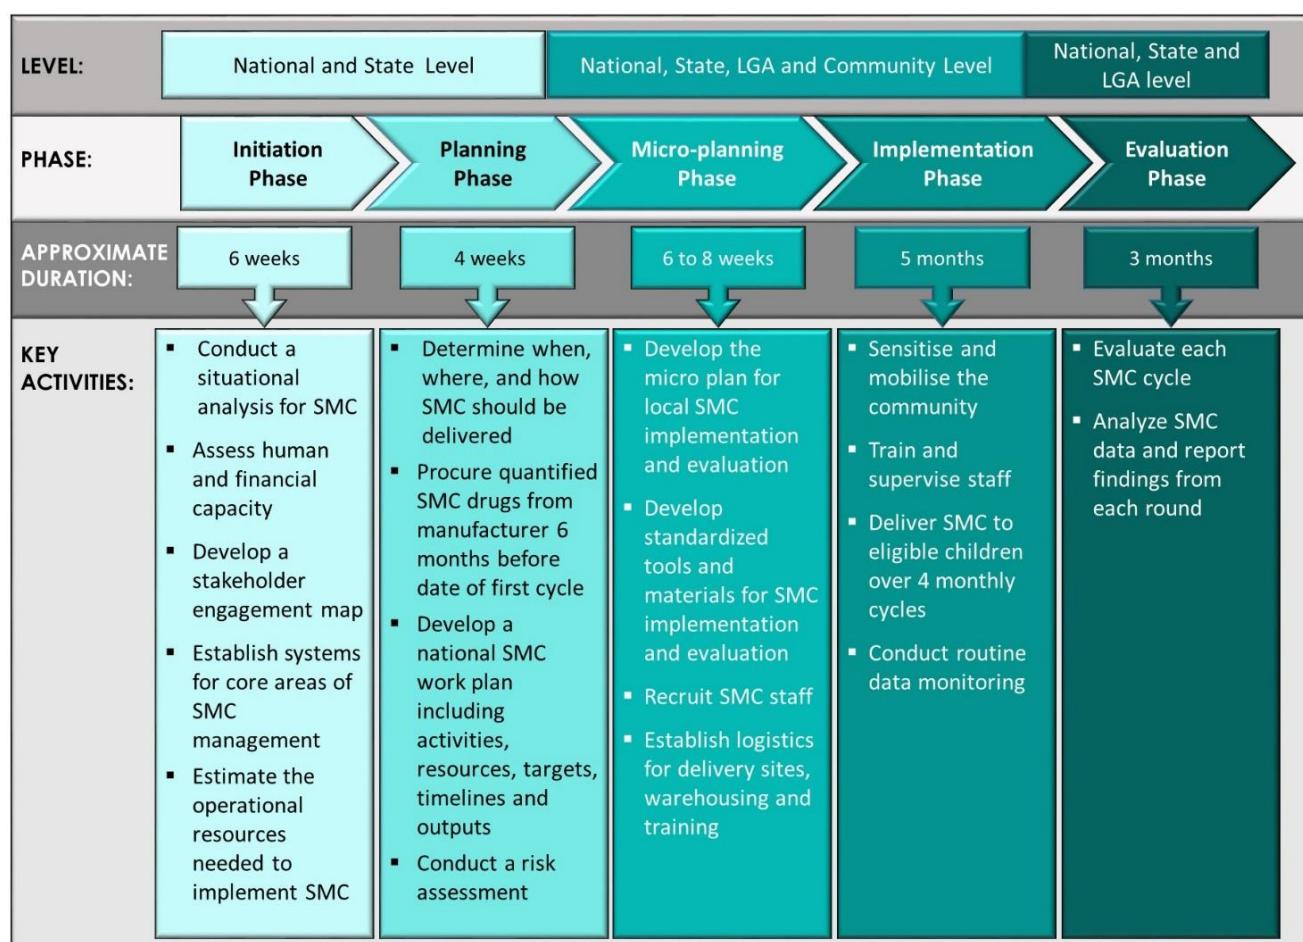 LEVEL:
National and State Level
National, State, LGA and Community Level
National, State and
LGA level
PHASE:
Initiation
Phase
Planning
Phase
Micro-planning
Phase
Implementation
Phase
Evaluation
Phase
APPROXIMATE
DURATION:
6 weeks
4 weeks
6 to 8 weeks
5 months
3 months
KEY
ACTIVITIES:
▪ Conduct a
situational
analysis for SMC
▪ Assess human
and financial
capacity
▪ Develop a
stakeholder
engagement map
▪ Establish systems
for core areas of
SMC
management
▪ Estimate the
operational
resources
needed to
implement SMC
▪ Determine when,
where, and how
SMC should be
delivered
▪ Procure quantified
SMC drugs from
manufacturer 6
months before
date of first cycle
▪ Develop a
national SMC
work plan
including
activities,
resources, targets,
timelines and
outputs
▪ Conduct a risk
assessment
▪ Develop the
micro plan for
local SMC
implementation
and evaluation
▪ Develop
standardized
tools and
materials for SMC
implementation
and evaluation
▪ Recruit SMC staff
▪ Establish logistics
for delivery sites,
warehousing and
training
▪ Sensitise and
mobilise the
community
▪ Train and
supervise staff
▪ Deliver SMC to
eligible children
over 4 monthly
cycles
▪ Conduct routine
data monitoring
▪ Evaluate each
SMC cycle
▪ Analyze SMC
data and report
findings from
each round